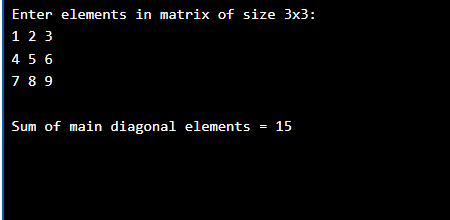 Enter elements in matrix of size 3x3:
1 2 3
4 5 6
7 8 9
Sum of main diagonal elements = 15